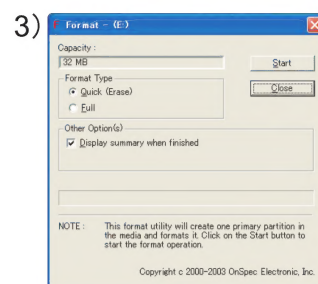 3)
Format - (E:)
Capacity :
32 MB
Start
Format Type
Quick (Erase)
Close
Full
Other Option(s)
Display summary when finished
NOTE : This format utility will create one primary partition in
the media and formats it. Click on the Start button to
start the format operation.
Copyright c 2000-2003 OnSpec Electronic, Inc.